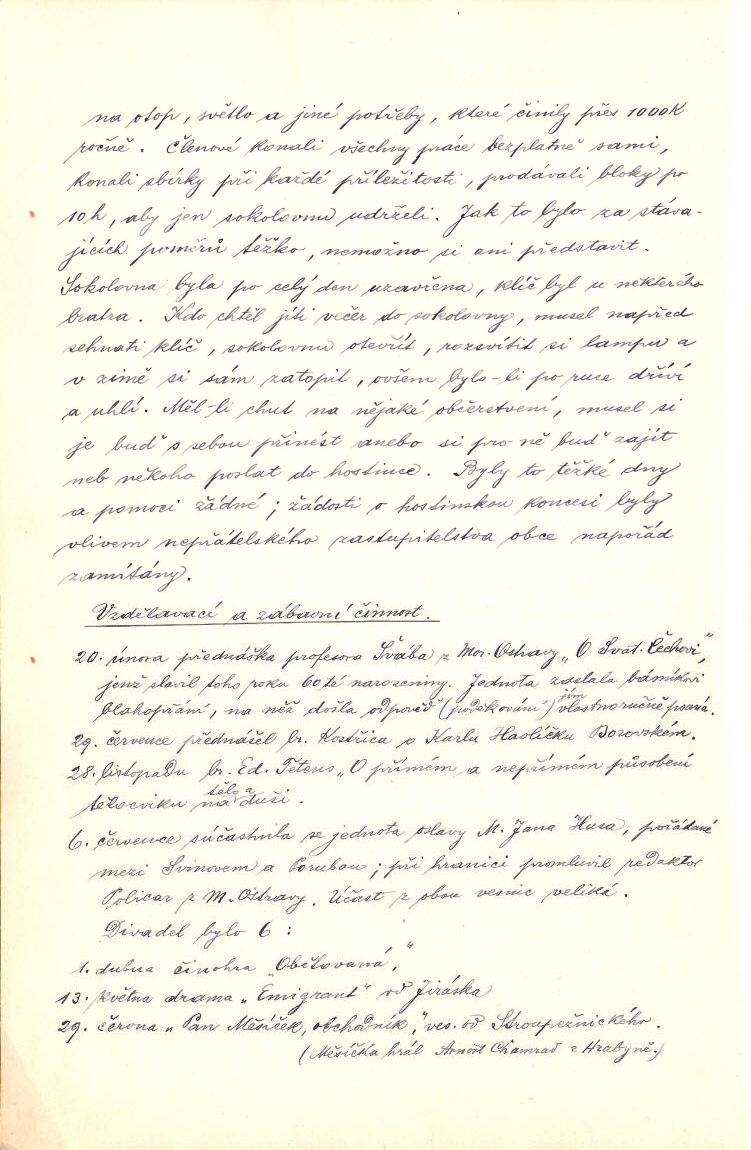 na otop, světlo a jiné potřeby, které činily přes 1000K
ročně. Členové konali všechny práce bezplatně sami,
konali sbírky při každé příležitosti, prodávali bloky po
10 h, aby jen sokolovnu udrželi. Jak to bylo za stáva-
jících poměrů těžko, nemožno si ani představit.
Sokolovna byla po celý den uzavřena, klíč byl u některého
bratra. Kdo chtěl jíti večer do sokolovny, musel napřed
sehnati klíč, sokolovnu otevřít, rozsvítit si lampu a
v zimě si sám zatopit, ovšem bylo-li po ruce dříví
a uhlí. Měl-li chut na nějaké občerstvení, musel si
je buď s sebou přinést anebo si pro ně buď zajít
neb někoho poslat do hostince. Byly to těžké dny
a pomoci žádné; žádosti o hostinskou koncesi byly
vlivem nepřátelského zastupitelstva obce napořád
zamítány.
Vzdělavací a zábavní činnost.
20. února přednáška profesora Švába z Mor. Ostravy „O Svat. Čechovi",
jenž slavil toho roku 60té narozeniny. Jednota zaslala básníkovi
blahopřání, na něž došla odpověď (poděkování) jím vlastnoručně psaná.
29. července přednášel br. Kostřica o Karlu Havlíčku Borovském.
28. listopadu br. Ed. Tetens „O přímém a nepřímém působení
tělocviku na tělo a duši.
6. července súčastnila se jednota oslavy M. Jana Husa, pořádané
mezi Svinovem a Porubou; při hranici promluvil redaktor
Policar z M. Ostravy. Účast z obou vesnic veliká.
Divadel bylo 6:
1. dubna činohra „Obětovaná,"
13. května drama „Emigrant" od Jiráska
29. června „Pan Měsíček, obchodník," ves. od Stroupežnického.
(Měsíčka hrál Arnošt Chamrad z Hrabyně.)